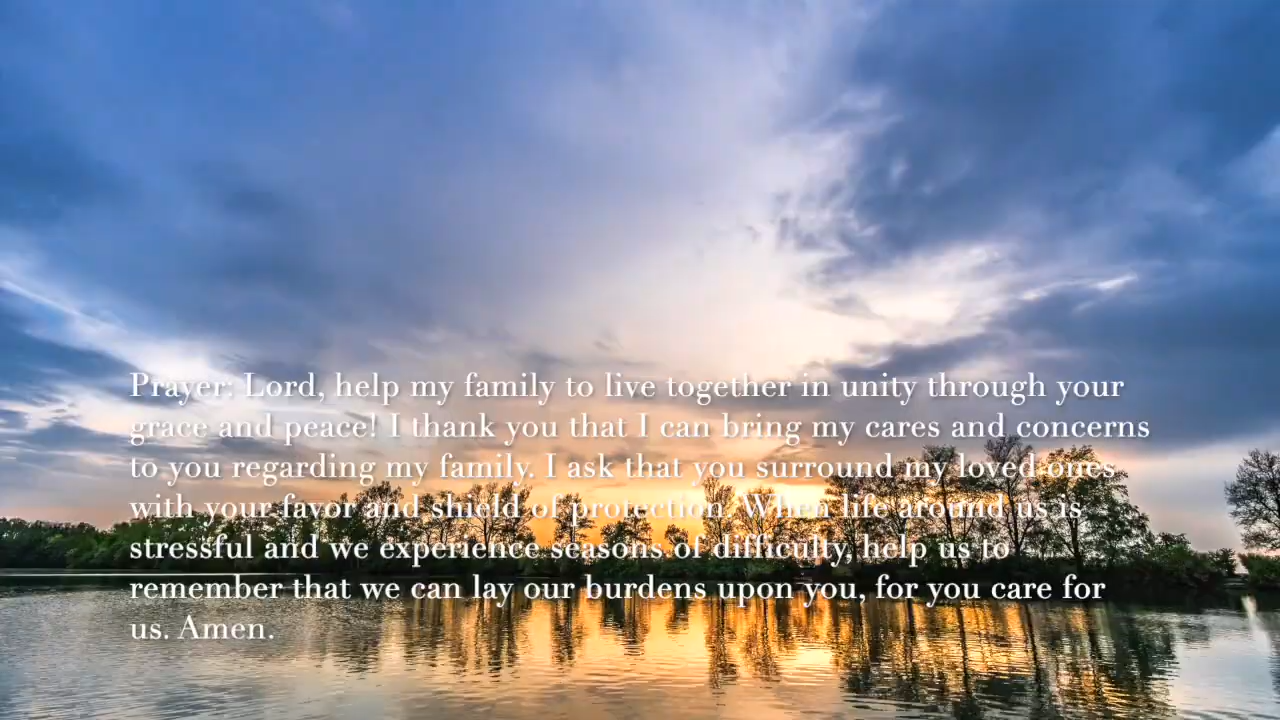 Prayer: Lord, help my family to live together in unity through your
grace and peace! I thank you that I can bring my cares and concerns
to you regarding my family. I ask that you surround my loved ones
with your favor and shield of protection. When life around us is
stressful and we experience seasons of difficulty, help us to
remember that we can lay our burdens upon you, for you care for
us. Amen.